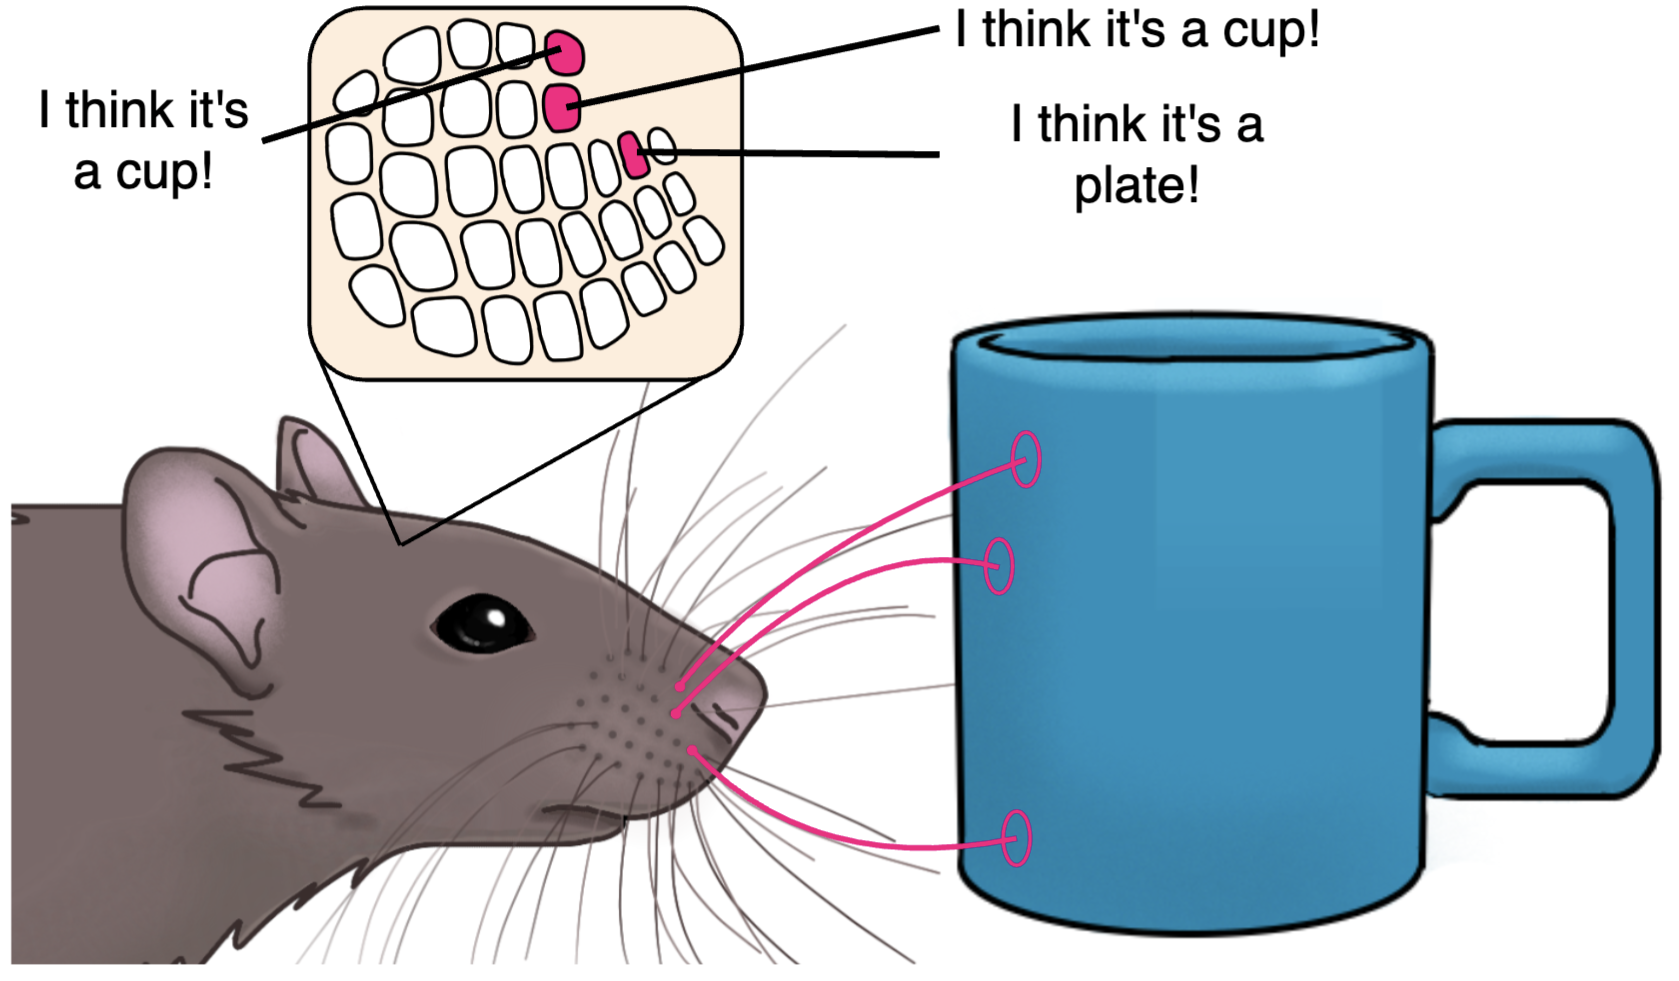 I think it's a cup!
I think it's
a cup!
I think it's a
plate!